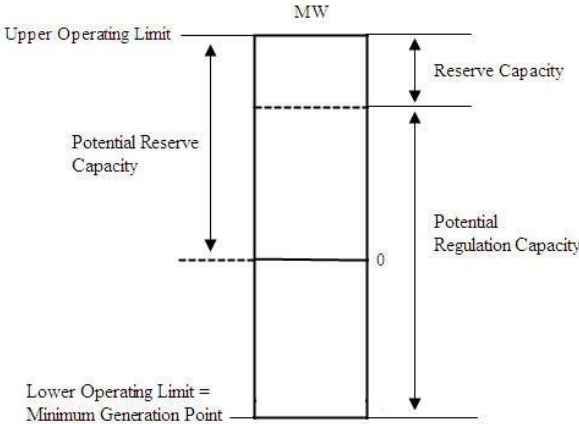 MW
Upper Operating Limit
Reserve Capacity
Potential Reserve
Capacity
Potential
Regulation Capacity
0
Lower Operating Limit =
Minimum Generation Point